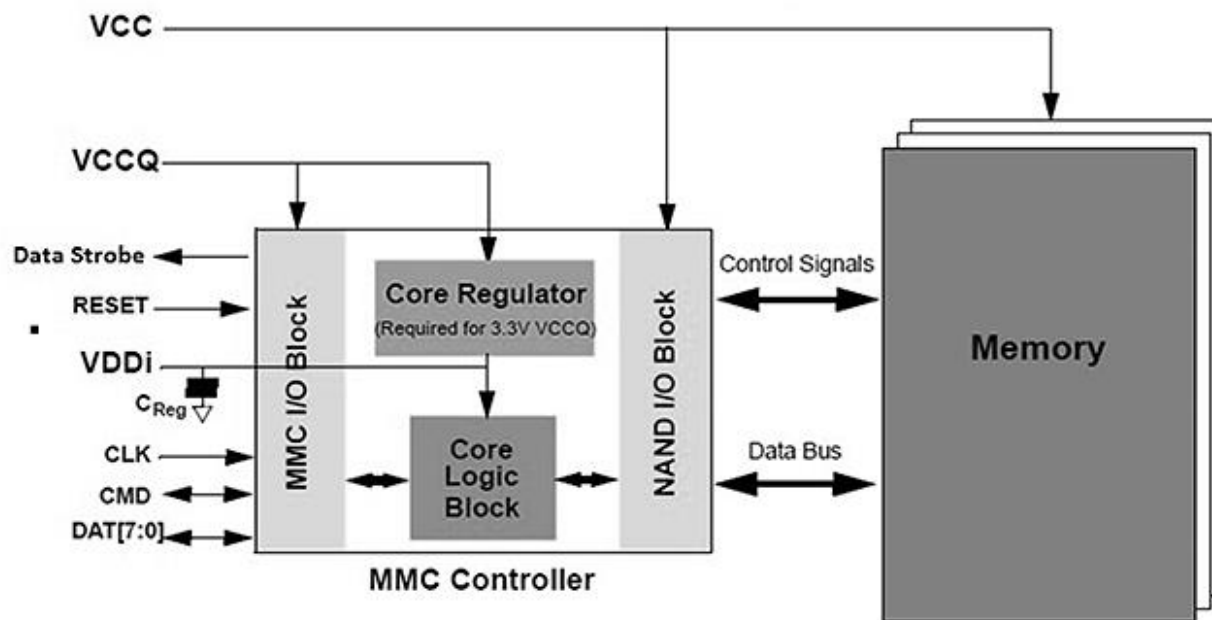 VCC
VCCQ
Data Strobe
RESET
VDDi
CReg
CLK
CMD
DAT[7:0]
MMC I/O Block
Core Regulator
(Required for 3.3V VCCQ)
Core
Logic
Block
NAND I/O Block
MMC Controller
Control Signals
Data Bus
Memory